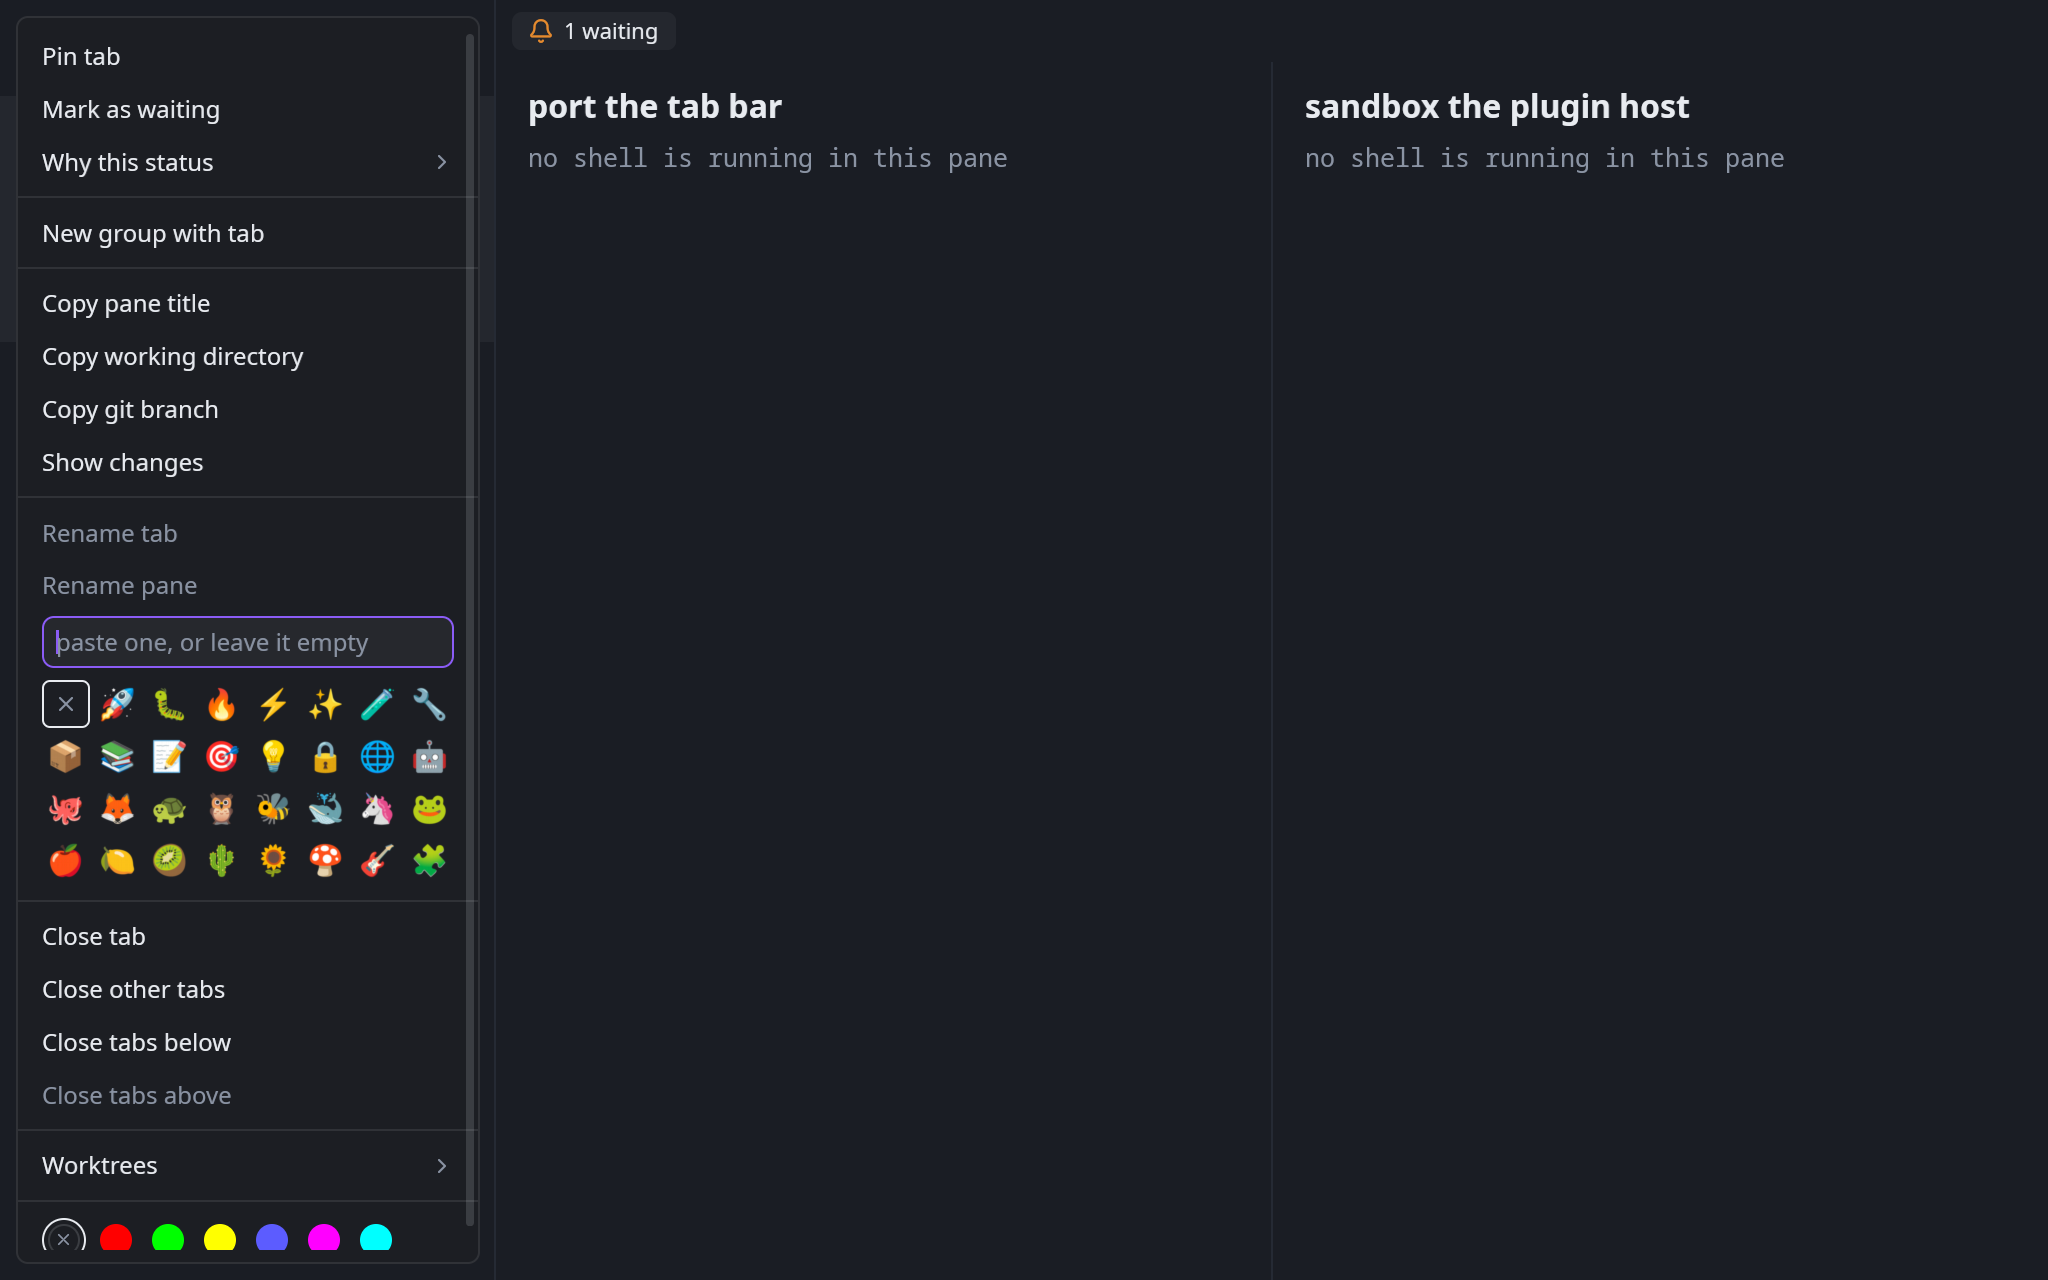 Pin tab
Mark as waiting
Why this status
New group with tab
Copy pane title
Copy working directory
Copy git branch
Show changes
Rename tab
Rename pane
paste one, or leave it empty
Close tab
Close other tabs
Close tabs below
Close tabs above
Worktrees
1 waiting
port the tab bar
no shell is running in this pane
sandbox the plugin host
no shell is running in this pane